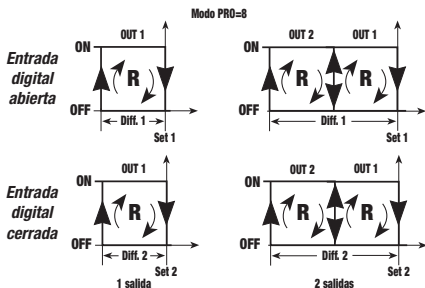 Modo PRO=8
Entrada
digital
abierta
ON
OUT 1
R
OFF
Diff. 1
Set 1
ON
OUT 2
OUT 1
R
R
OFF
Diff. 1
Set 1
Entrada
digital
cerrada
ON
OUT 1
R
OFF
Diff. 2
Set 2
1 salida
ON
OUT 2
OUT 1
R
R
OFF
Diff. 2
Set 2
2 salidas